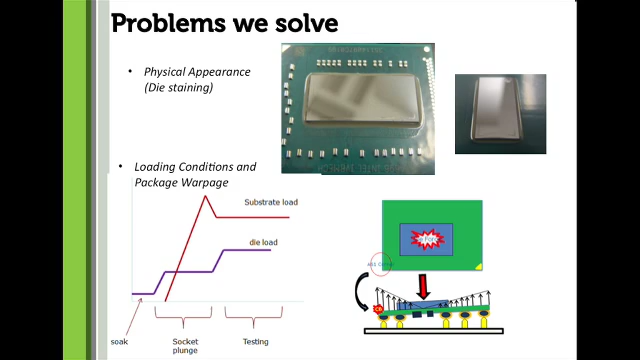 Problems we solve
• Physical Appearance
(Die staining)
• Loading Conditions and
Package Warpage
Substrate load
die load
soak
Socket
plunge
Testing